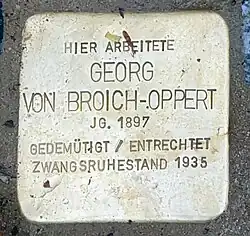 HIER ARBEITETE
GEORG
VON BROICH-OPPERT
JG. 1897
GEDEMÜTIGT / ENTRECHTET
ZWANGSRUHESTAND 1935